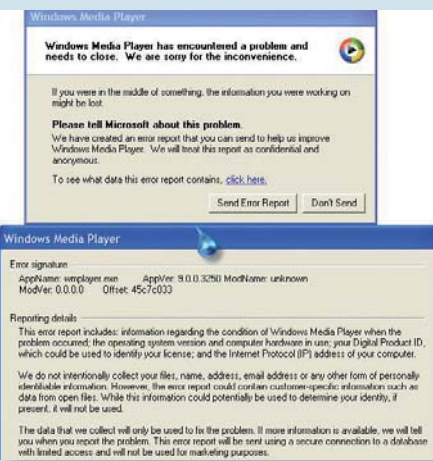 Windows Media Player
Windows Media Player has encountered a problem and
needs to close. We are sorry for the inconvenience.
If you were in the middle of something, the information you were working on
might be lost.
Please tell Microsoft about this problem.
We have created an error report that you can send to help us improve
Windows Media Player. We will treat this report as confidential and
anonymous.
To see what data this error report contains, click here.
Send Error Report Don't Send
Windows Media Player
Error signature
AppName: wmplayer.exe AppVer: 9.0.0.3250 ModName: unknown
ModVer: 0.0.0.0 Offset: 45c7c033
Reporting details
This error report includes: information regarding the condition of Windows Media Player when the
problem occurred; the operating system version and computer hardware in use; your Digital Product ID,
which could be used to identify your license; and the Internet Protocol (IP) address of your computer.
We do not intentionally collect your files, name, address, email address or any other form of personally
identifiable information. However, the error report could contain customer-specific information such as
data from open files. While this information could potentially be used to determine your identity, if
present, it will not be used.
The data that we collect will only be used to fix the problem. If more information is available, we will tell
you when you report the problem. This error report will be sent using a secure connection to a database
with limited access and will not be used for marketing purposes.